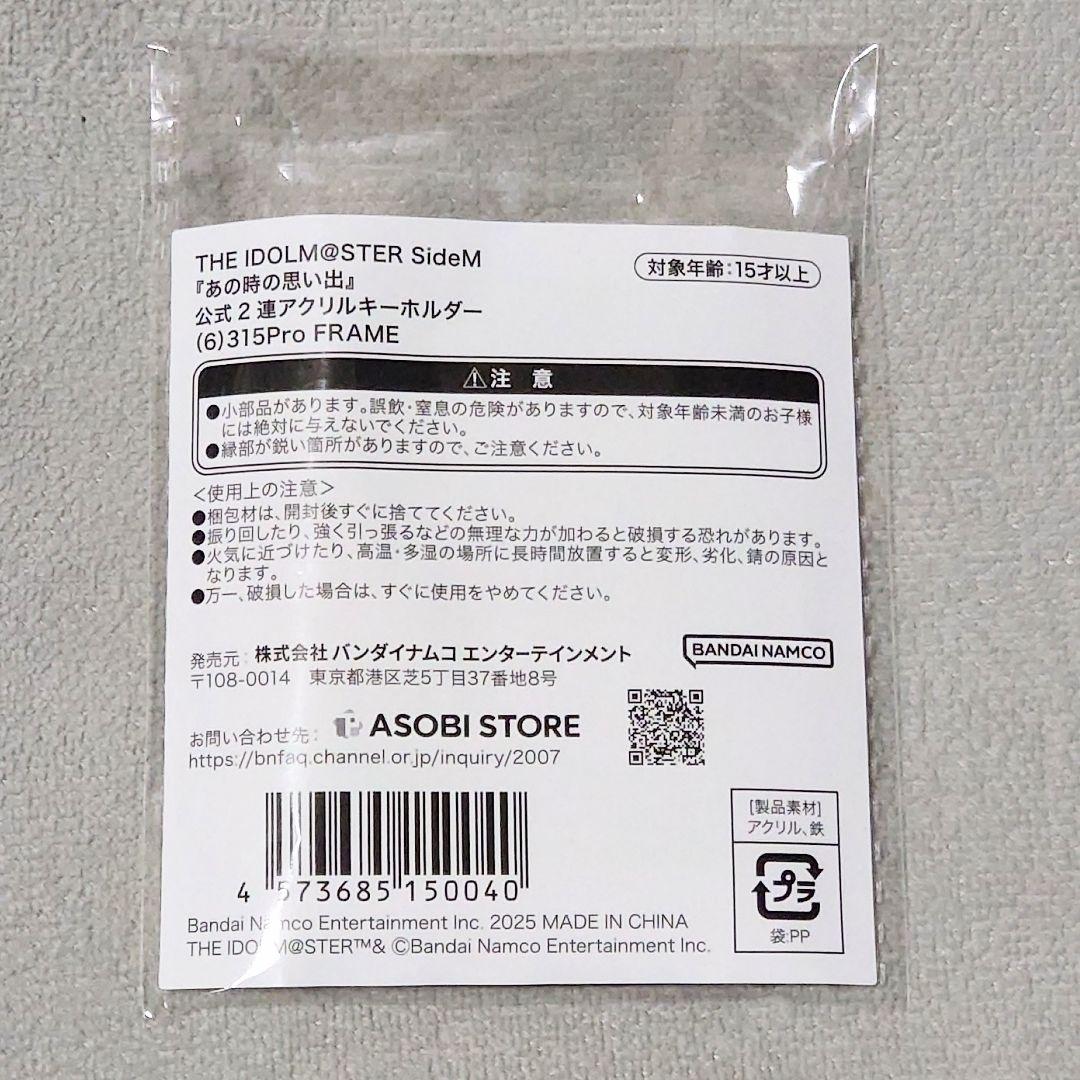 THE IDOLM@STER SideM
『あの時の思い出』
公式2連アクリルキーホルダー
(6)315Pro FRAME
対象年齢:15才以上
⚠注 意
●小部品があります。誤飲・窒息の危険がありますので、対象年齢未満のお子様
には絶対に与えないでください。
●縁部が鋭い箇所がありますので、ご注意ください。
＜使用上の注意＞
●梱包材は、開封後すぐに捨ててください。
●振り回したり、強く引っ張るなどの無理な力が加わると破損する恐れがあります。
●火気に近づけたり、高温・多湿の場所に長時間放置すると変形、劣化、錆の原因と
なります。
●万一、破損した場合は、すぐに使用をやめてください。
発売元: 株式会社 バンダイナムコ エンターテインメント
〒108-0014 東京都港区芝5丁目37番地8号
BANDAI NAMCO
お問い合わせ先: ASOBI STORE
https://bnfaq.channel.or.jp/inquiry/2007
4 573685 150040
[製品素材]
アクリル、鉄
プラ
袋:PP
Bandai Namco Entertainment Inc. 2025 MADE IN CHINA
THE IDOLM@STER™& ©Bandai Namco Entertainment Inc.